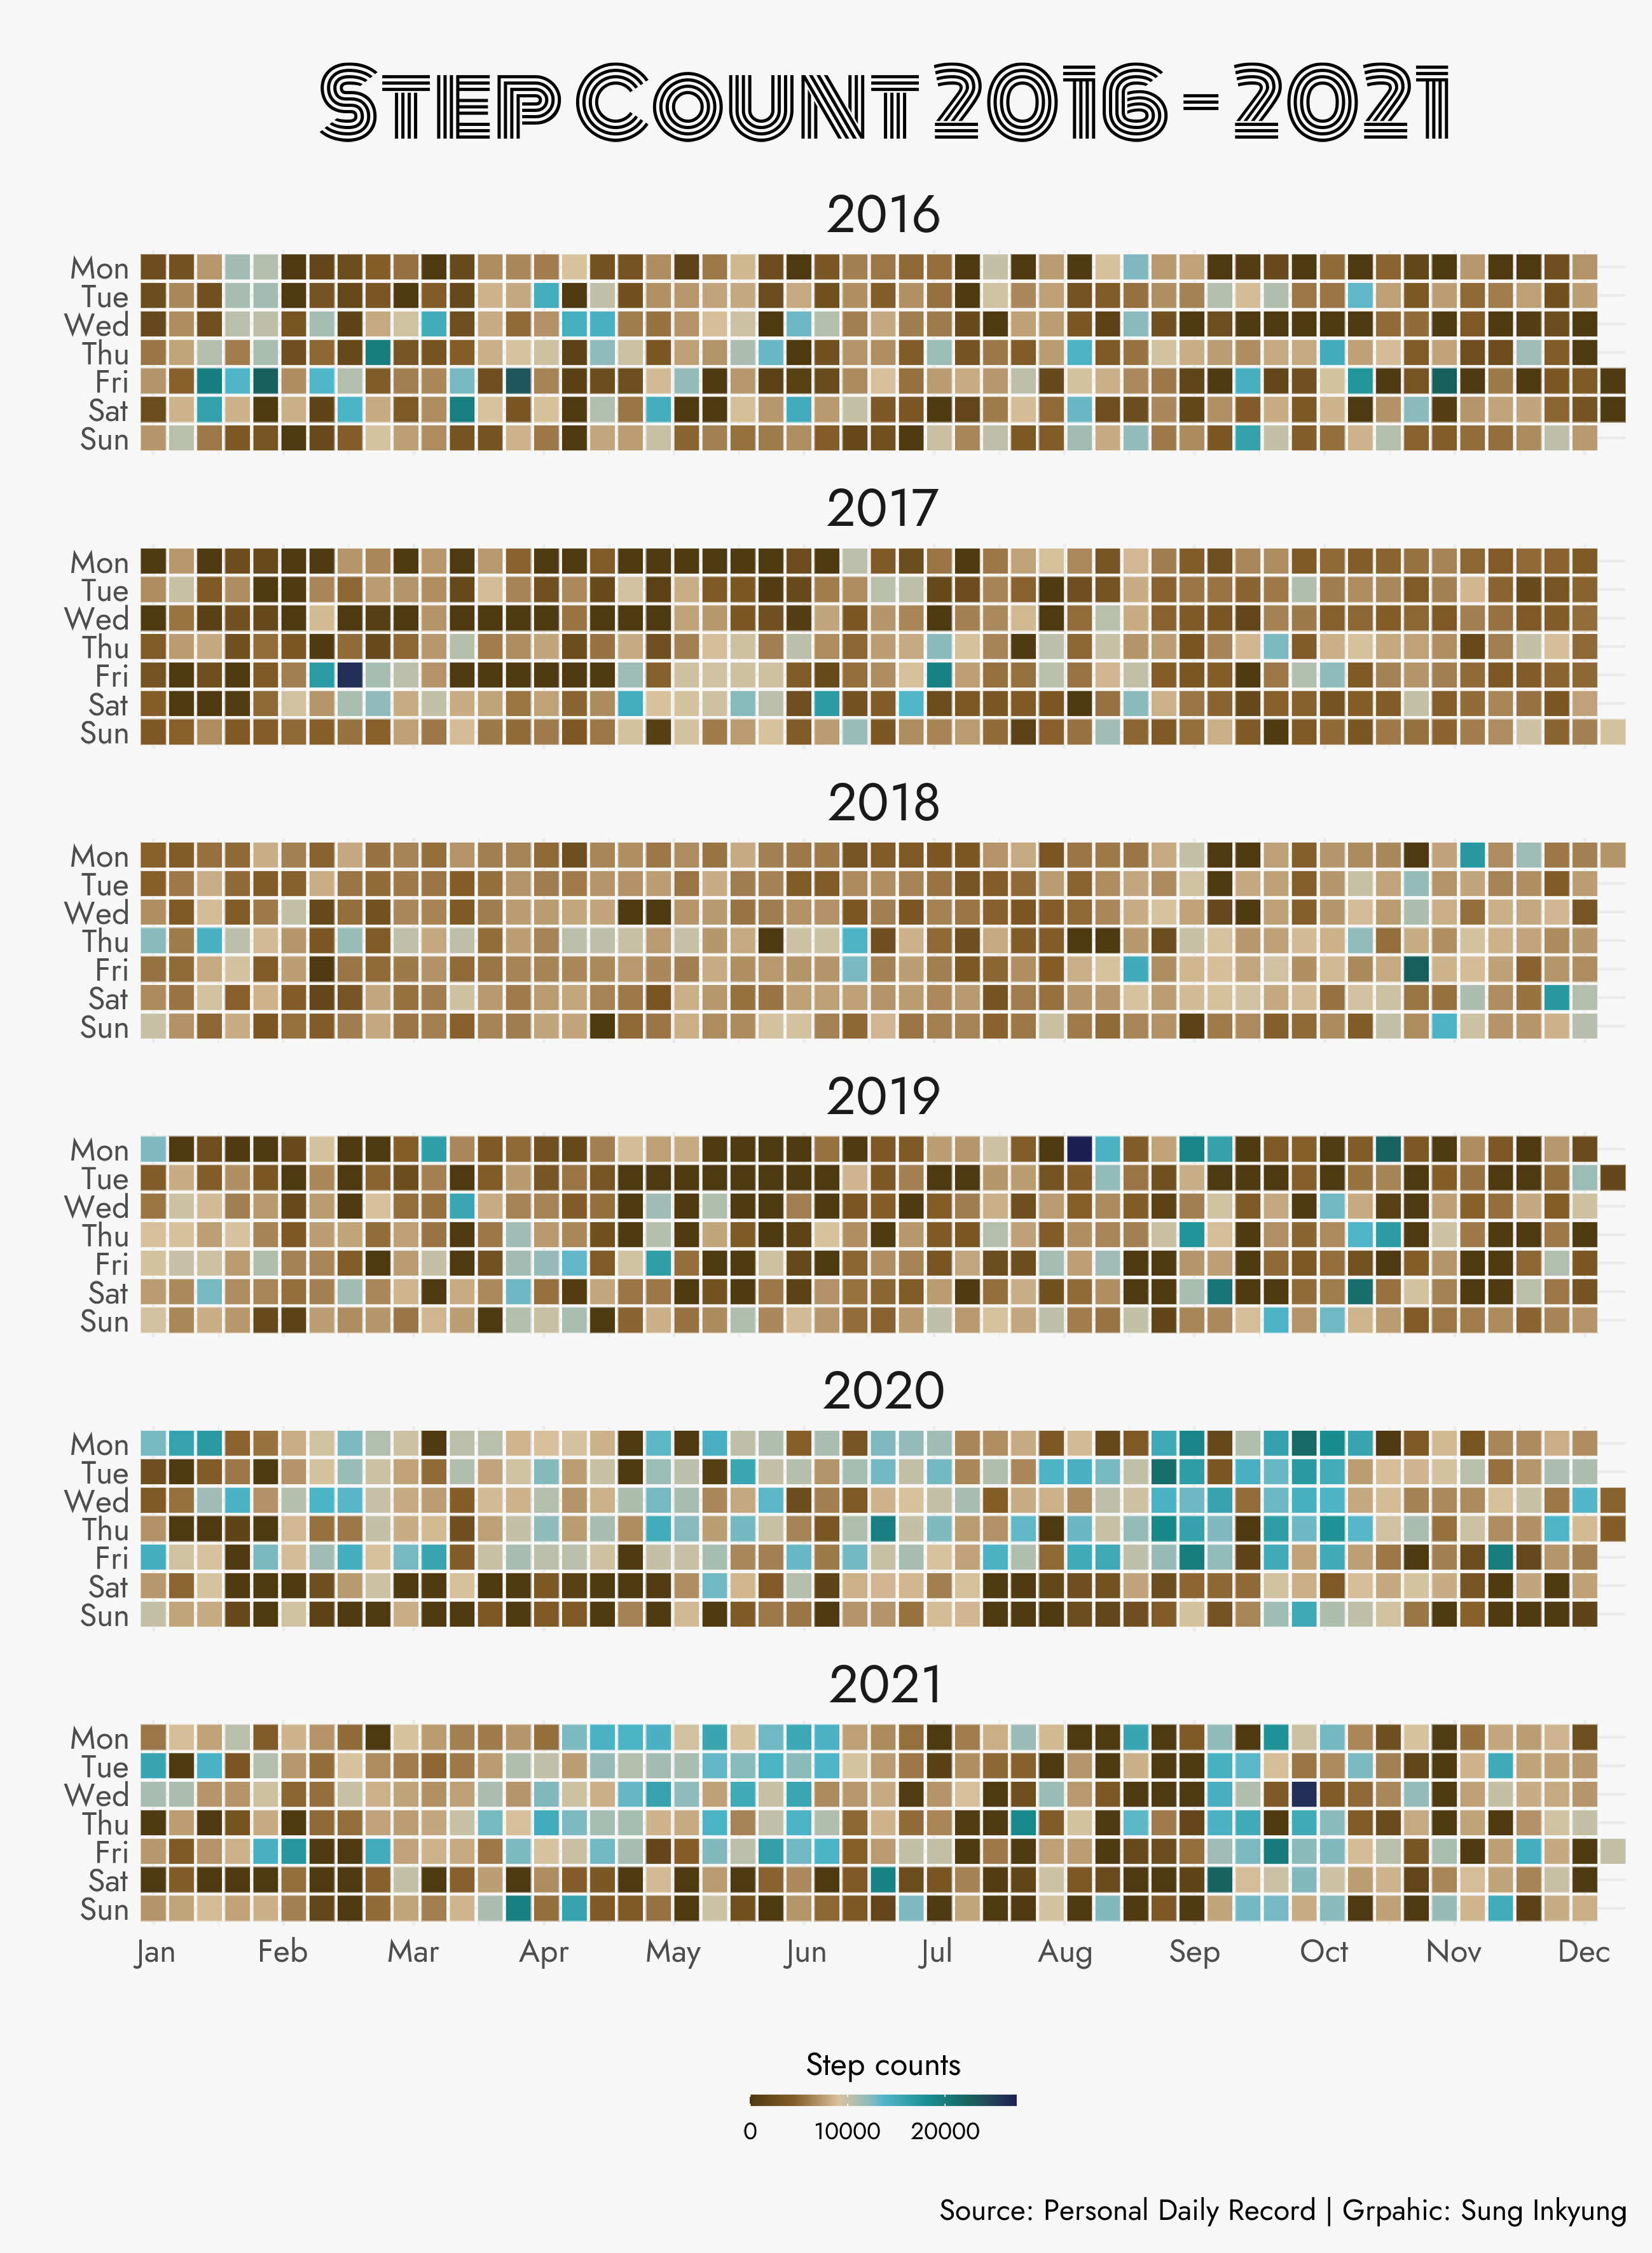 Step Count 2016 - 2021
2016
Mon
Tue
Wed
Thu
Fri
Sat
Sun
2017
Mon
Tue
Wed
Thu
Fri
Sat
Sun
2018
Mon
Tue
Wed
Thu
Fri
Sat
Sun
2019
Mon
Tue
Wed
Thu
Fri
Sat
Sun
2020
Mon
Tue
Wed
Thu
Fri
Sat
Sun
2021
Mon
Tue
Wed
Thu
Fri
Sat
Sun
Jan Feb Mar Apr May Jun Jul Aug Sep Oct Nov Dec
Step counts
0 10000 20000
Source: Personal Daily Record | Grpahic: Sung Inkyung